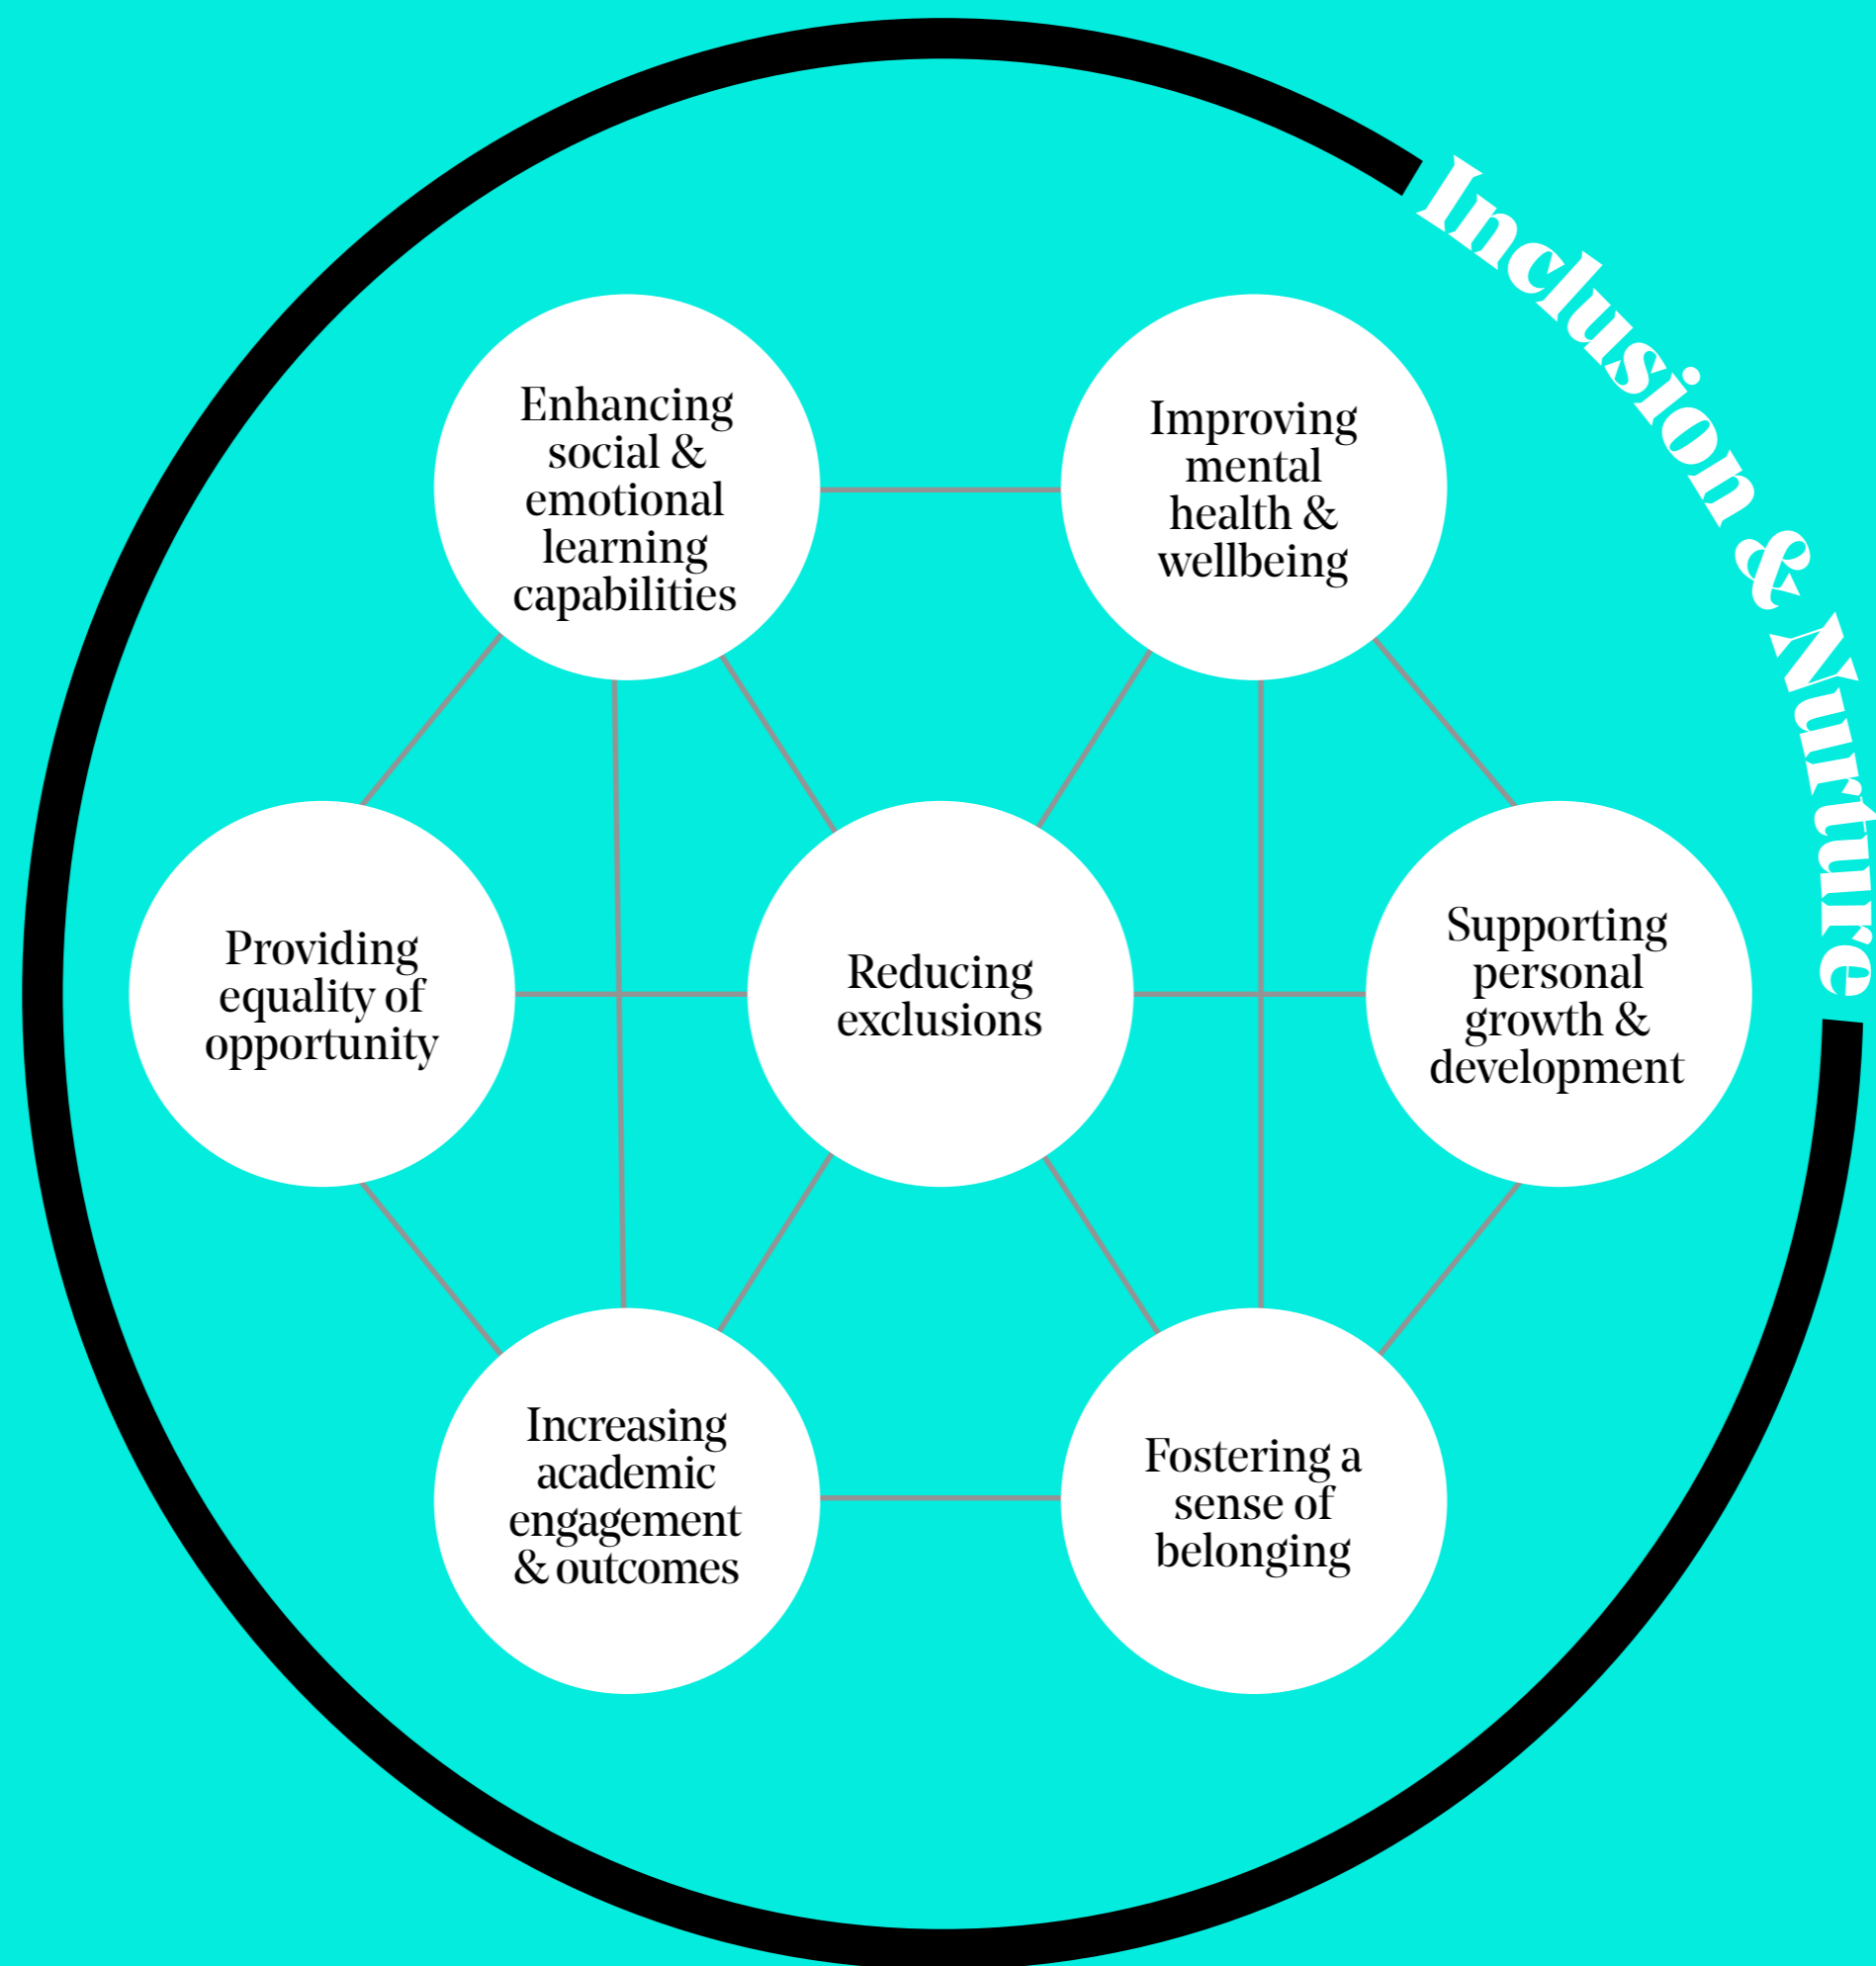 Inclusion & Nurture
Enhancing
social &
emotional
learning
capabilities
Improving
mental
health &
wellbeing
Providing
equality of
opportunity
Reducing
exclusions
Supporting
personal
growth &
development
Increasing
academic
engagement
& outcomes
Fostering a
sense of
belonging